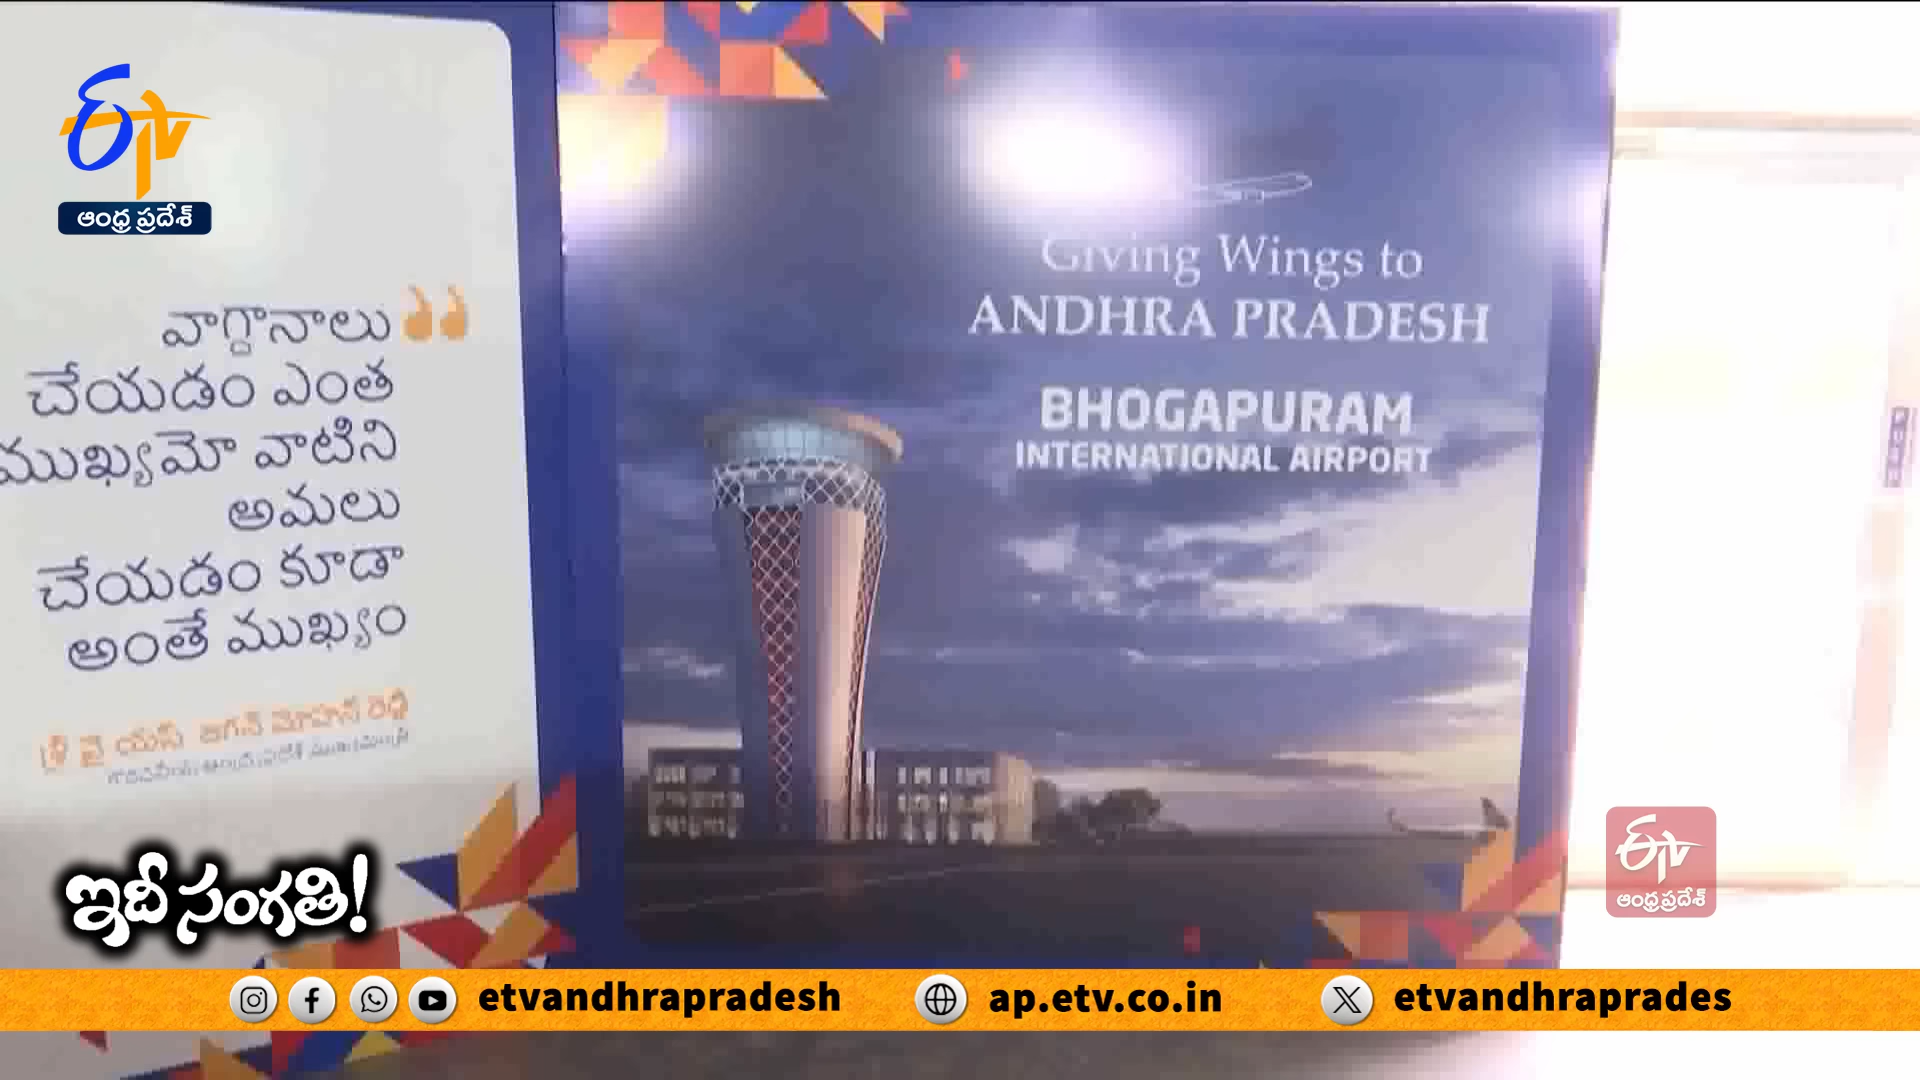 ఆంధ్ర ప్రదేశ్
వాగ్దానాలు
చేయడం ఎంత
ముఖ్యమో వాటిని
అమలు
చేయడం కూడా
అంతే ముఖ్యం
శ్రీ వై యస్ జగన్ మోహన్ రెడ్డి
Giving Wings to
ANDHRA PRADESH
BHOGAPURAM
INTERNATIONAL AIRPORT
ఇదీ సంగతి!
ఆంధ్రప్రదేశ్
etvandhrapradesh
ap.etv.co.in
etvandhraprades